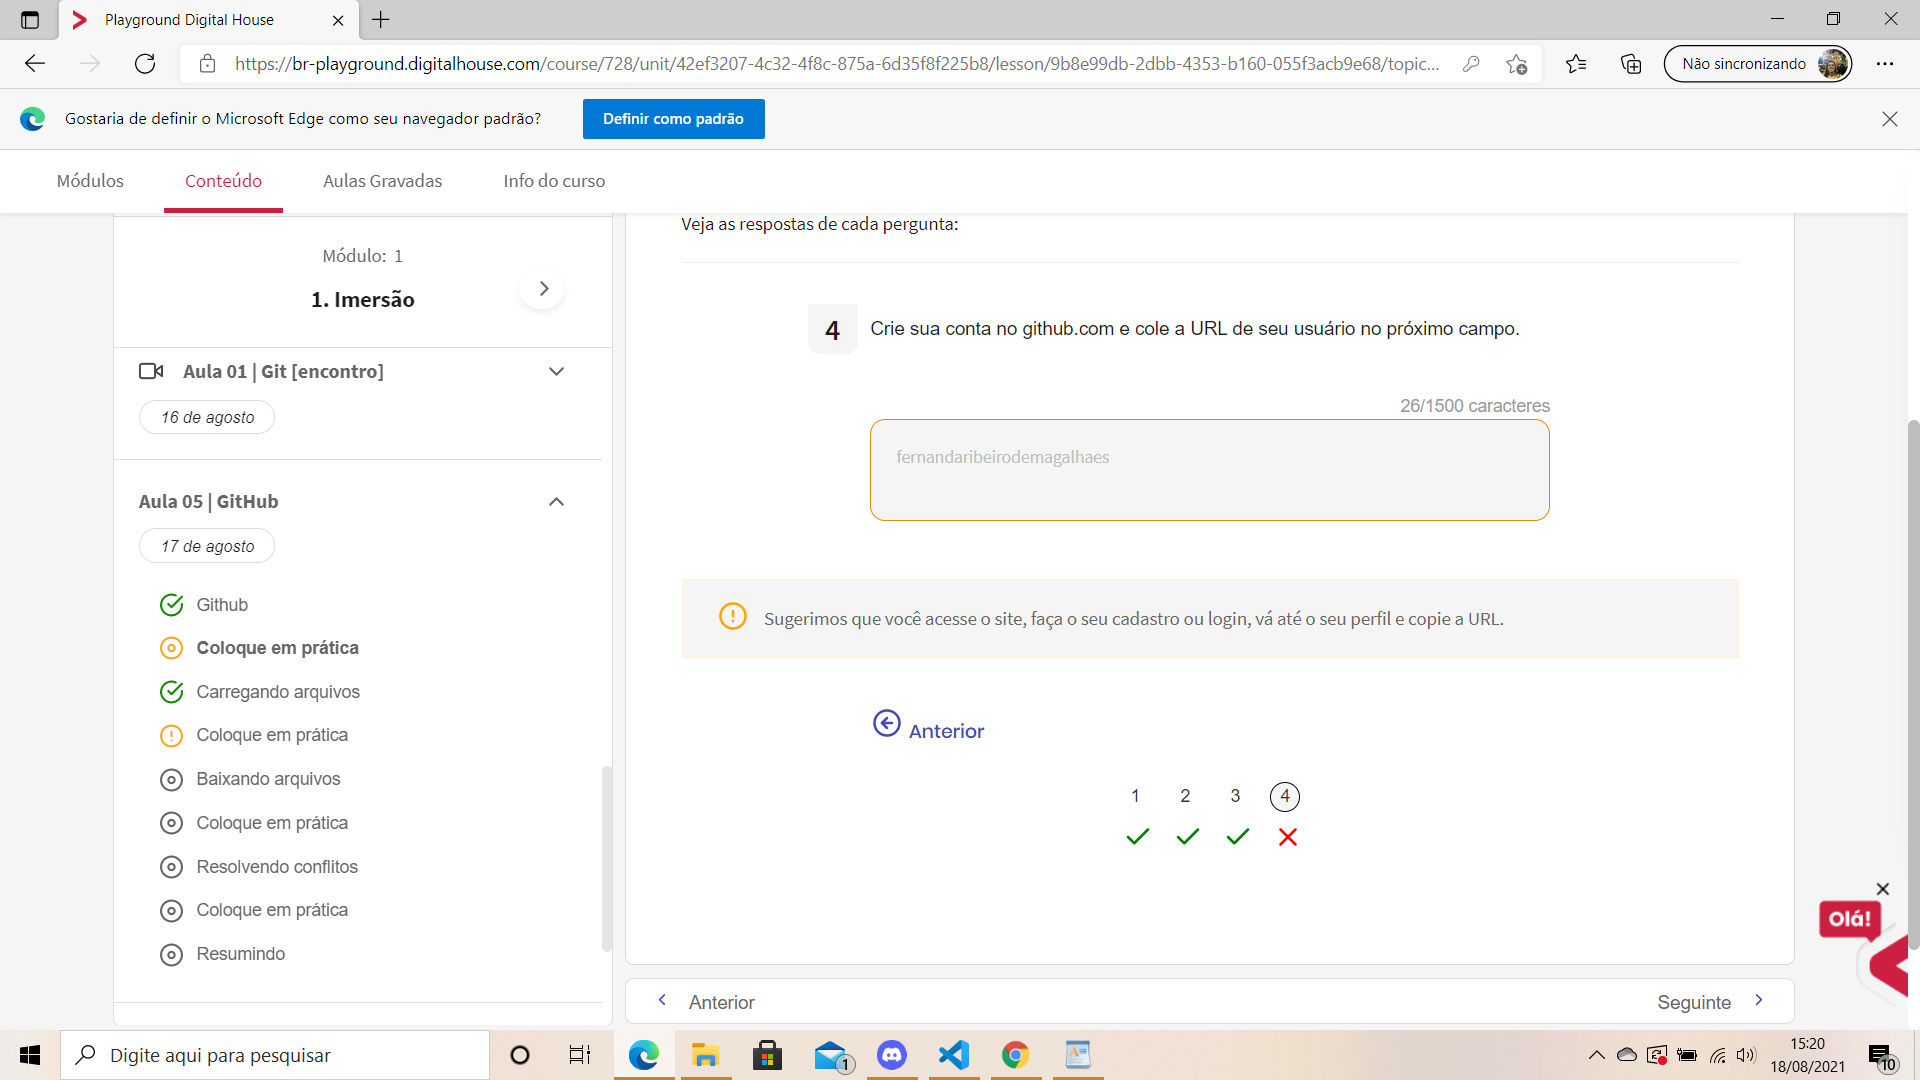 Playground Digital House
https://br-playground.digitalhouse.com/course/728/unit/42ef3207-4c32-4f8c-875a-6d35f8f225b8/lesson/9b8e99db-2dbb-4353-b160-055f3acb9e68/topic...
Não sincronizando
Gostaria de definir o Microsoft Edge como seu navegador padrão?
Definir como padrão
Módulos
Conteúdo
Aulas Gravadas
Info do curso
Módulo: 1
1. Imersão
Aula 01 | Git [encontro]
16 de agosto
Aula 05 | GitHub
17 de agosto
Github
Coloque em prática
Carregando arquivos
Coloque em prática
Baixando arquivos
Coloque em prática
Resolvendo conflitos
Coloque em prática
Resumindo
Veja as respostas de cada pergunta:
4 Crie sua conta no github.com e cole a URL de seu usuário no próximo campo.
26/1500 caracteres
fernandaribeirodemagalhaes
Sugerimos que você acesse o site, faça o seu cadastro ou login, vá até o seu perfil e copie a URL.
Anterior
1 2 3 4
Olá!
Anterior
Seguinte
Digite aqui para pesquisar
1
15:20
18/08/2021
10